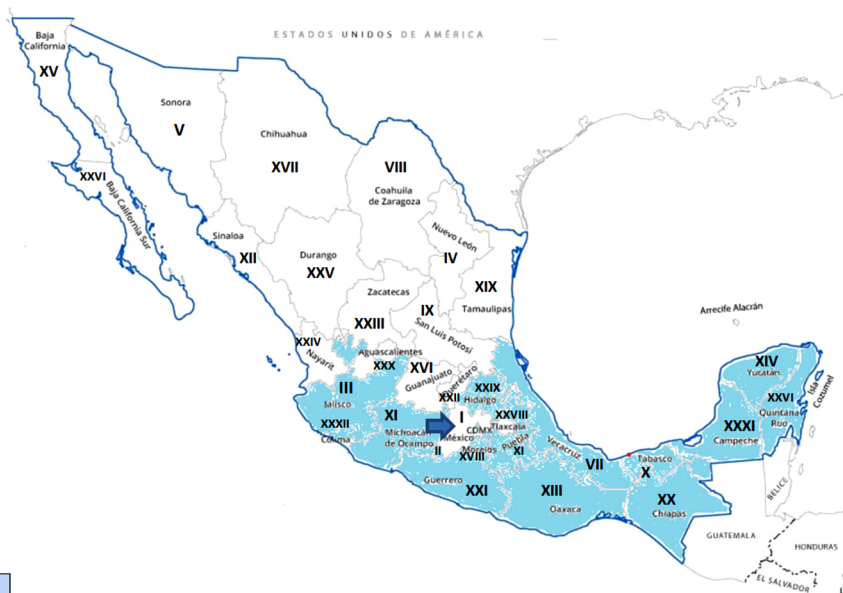 ESTADOS UNIDOS DE AMÉRICA
Baja
California
XV
Sonora
V
Chihuahua
XVII
VIII
Coahuila
de Zaragoza
XXVI
Baja California Sur
Sinaloa
XII
Durango
XXV
Nuevo León
IV
XIX
Tamaulipas
Zacatecas
XXIII
IX
San Luis Potosí
Arrecife Alacrán
XXIV
Nayarit
Aguascalientes
XXX
XVI
Guanajuato
Querétaro
XXII
XXIX
Hidalgo
III
Jalisco
XXXII
Colima
XI
Michoacán
de Ocampo
I
CDMX
México
XXVIII
Tlaxcala
II
Morelos
XVIII
Puebla
XI
Veracruz
VII
Guerrero
XXI
XIII
Oaxaca
Tabasco
X
XX
Chiapas
XIV
Yucatán
XXVI
Quintana
Roo
Isla
Cozumel
XXXI
Campeche
BELICE
GUATEMALA
HONDURAS
EL SALVADOR